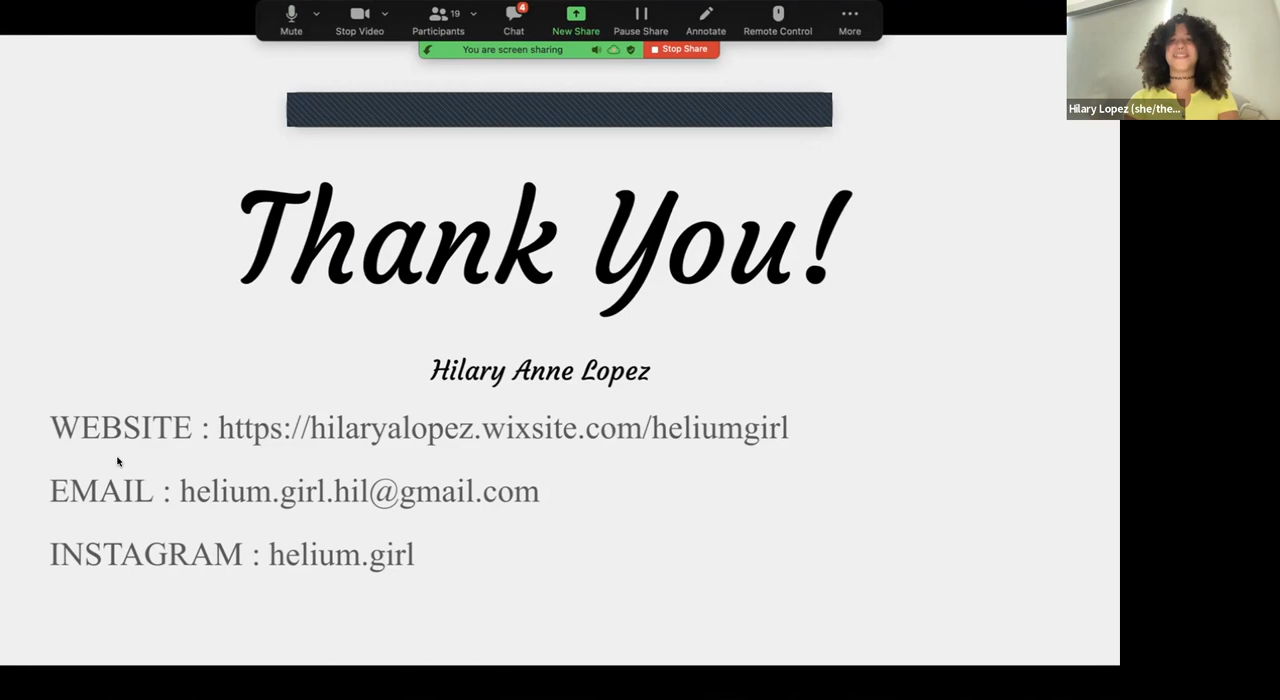 19
4
Mute
Stop Video
Participants
Chat
New Share
Pause Share
Annotate
Remote Control
More
You are screen sharing
Stop Share
Hilary Lopez (she/the...
Thank You!
Hilary Anne Lopez
WEBSITE : https://hilaryalopez.wixsite.com/heliumgirl
EMAIL : helium.girl.hil@gmail.com
INSTAGRAM : helium.girl